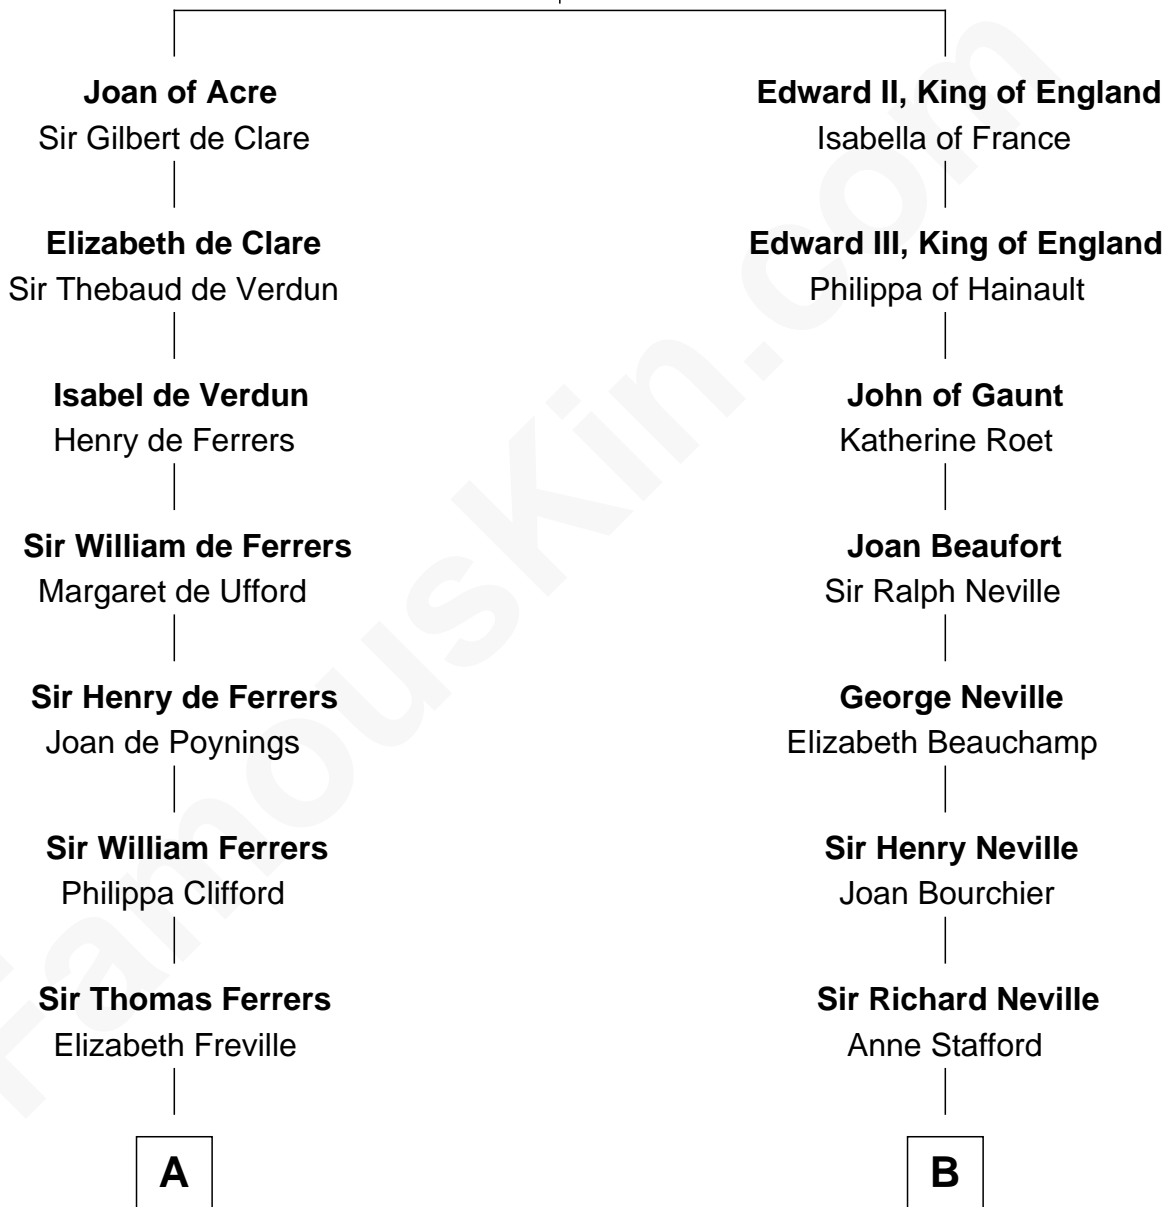 Joan of Acre
Sir Gilbert de Clare
Elizabeth de Clare
Sir Thebaud de Verdun
Isabel de Verdun
Henry de Ferrers
Sir William de Ferrers
Margaret de Ufford
Sir Henry de Ferrers
Joan de Poynings
Sir William Ferrers
Philippa Clifford
Sir Thomas Ferrers
Elizabeth Freville
A
Edward II, King of England
Isabella of France
Edward III, King of England
Philippa of Hainault
John of Gaunt
Katherine Roet
Joan Beaufort
Sir Ralph Neville
George Neville
Elizabeth Beauchamp
Sir Henry Neville
Joan Bourchier
Sir Richard Neville
Anne Stafford
B
FamousKin.com